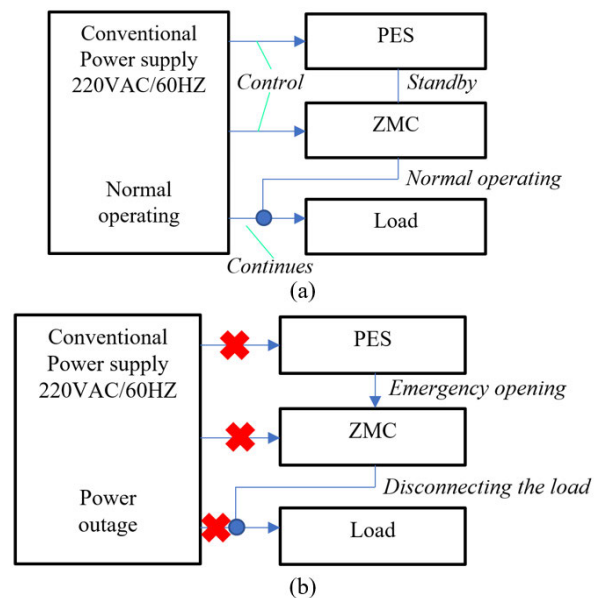 Conventional
Power supply
220VAC/60HZ
PES
Control
Standby
ZMC
Normal operating
Normal
operating
Load
Continues
(a)
Conventional
Power supply
220VAC/60HZ
PES
Emergency opening
ZMC
Disconnecting the load
Power
outage
Load
(b)